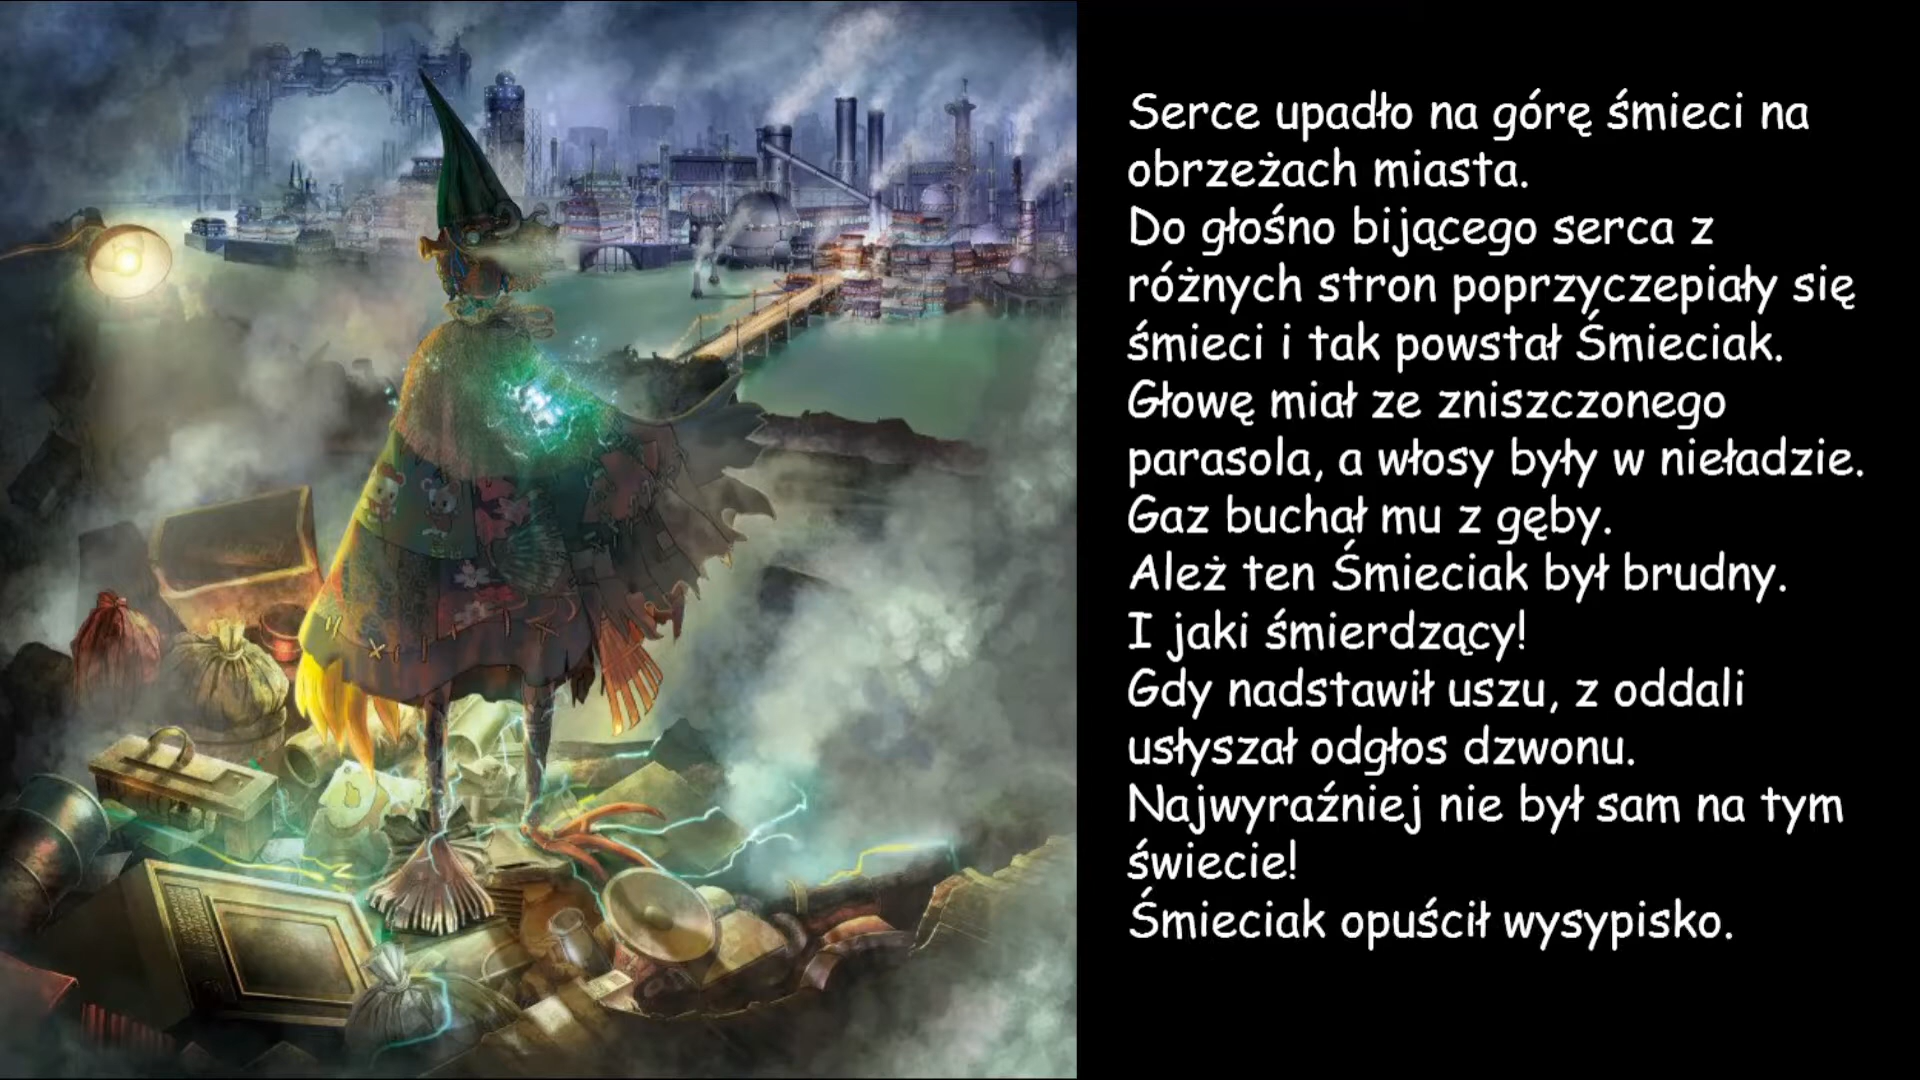 Serce upadło na górę śmieci na
obrzeżach miasta.
Do głośno bijącego serca z
różnych stron poprzyczepiały się
śmieci i tak powstał Śmieciak.
Głowę miał ze zniszczonego
parasola, a włosy były w nieładzie.
Gaz buchał mu z gęby.
Ależ ten Śmieciak był brudny.
I jaki śmierdzący!
Gdy nadstawił uszu, z oddali
usłyszał odgłos dzwonu.
Najwyraźniej nie był sam na tym
świecie!
Śmieciak opuścił wysypisko.